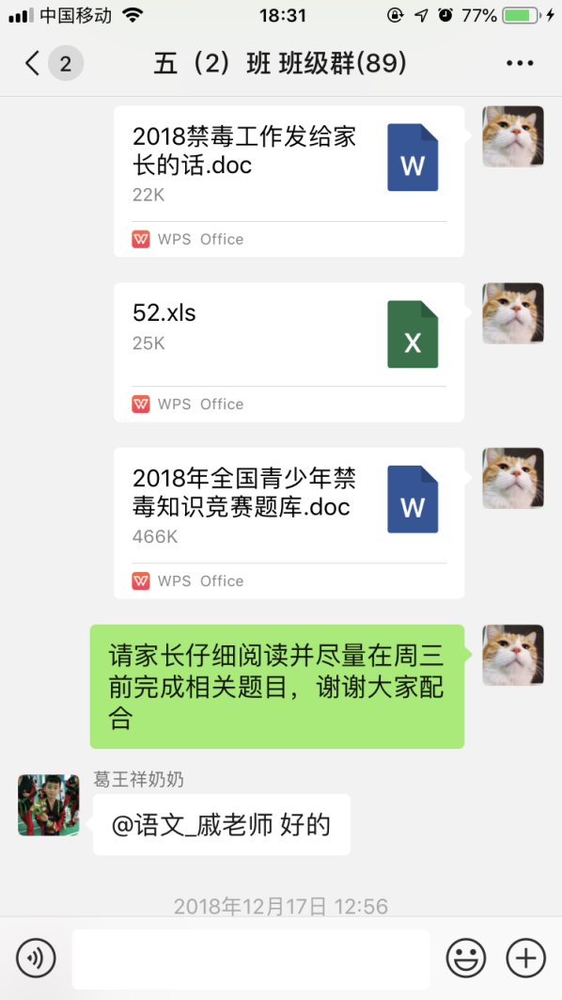 中国移动
18:31
77%
2
五（2）班 班级群(89)
2018禁毒工作发给家
长的话.doc
22K
W
WPS Office
52.xls
25K
X
WPS Office
2018年全国青少年禁
毒知识竞赛题库.doc
466K
W
WPS Office
请家长仔细阅读并尽量在周三
前完成相关题目，谢谢大家配
合
葛王祥奶奶
@语文_戚老师 好的
2018年12月17日 12:56